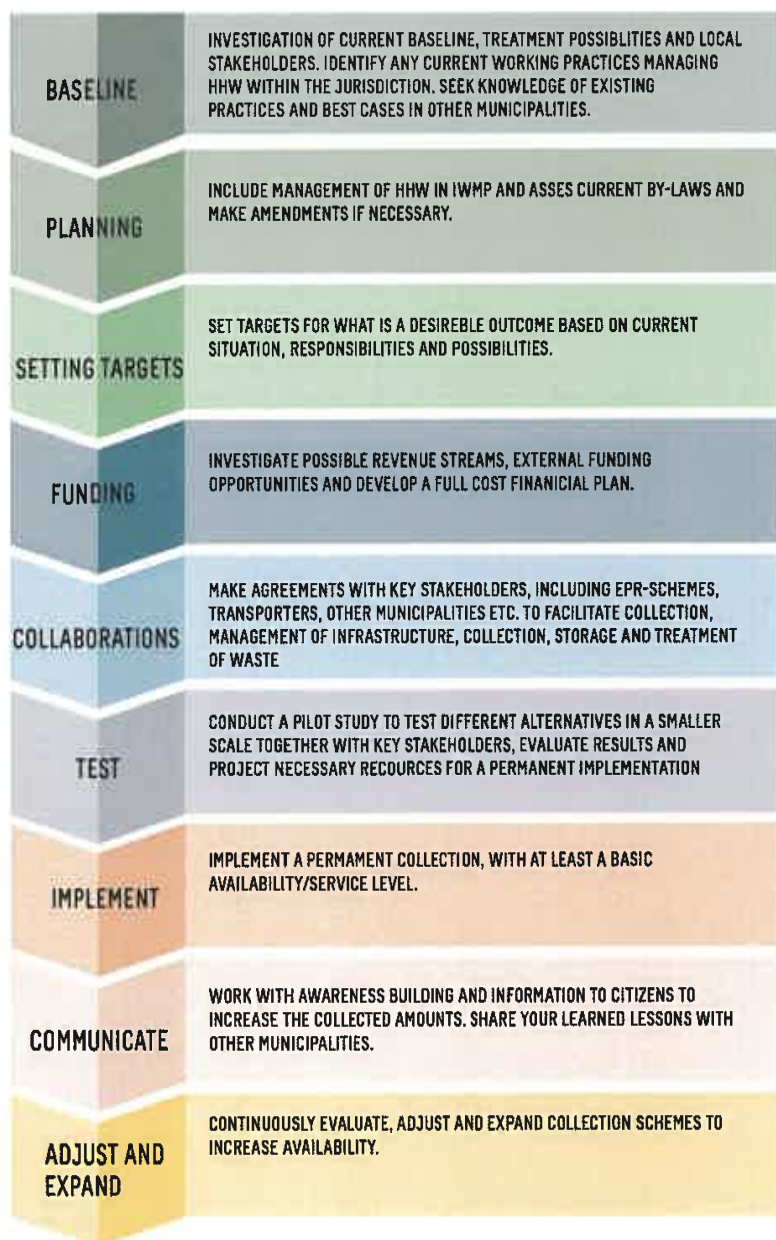 BASELINE
INVESTIGATION OF CURRENT BASELINE, TREATMENT POSSIBLITIES AND LOCAL
STAKEHOLDERS. IDENTIFY ANY CURRENT WORKING PRACTICES MANAGING
HHW WITHIN THE JURISDICTION. SEEK KNOWLEDGE OF EXISTING
PRACTICES AND BEST CASES IN OTHER MUNICIPALITIES.
PLANNING
INCLUDE MANAGEMENT OF HHW IN IWMP AND ASSES CURRENT BY-LAWS AND
MAKE AMENDMENTS IF NECESSARY.
SETTING TARGETS
SET TARGETS FOR WHAT IS A DESIREBLE OUTCOME BASED ON CURRENT
SITUATION, RESPONSIBILITIES AND POSSIBILITIES.
FUNDING
INVESTIGATE POSSIBLE REVENUE STREAMS, EXTERNAL FUNDING
OPPORTUNITIES AND DEVELOP A FULL COST FINANICIAL PLAN.
COLLABORATIONS
MAKE AGREEMENTS WITH KEY STAKEHOLDERS, INCLUDING EPR-SCHEMES,
TRANSPORTERS, OTHER MUNICIPALITIES ETC. TO FACILITATE COLLECTION,
MANAGEMENT OF INFRASTRUCTURE, COLLECTION, STORAGE AND TREATMENT
OF WASTE
TEST
CONDUCT A PILOT STUDY TO TEST DIFFERENT ALTERNATIVES IN A SMALLER
SCALE TOGETHER WITH KEY STAKEHOLDERS, EVALUATE RESULTS AND
PROJECT NECESSARY RECOURCES FOR A PERMANENT IMPLEMENTATION
IMPLEMENT
IMPLEMENT A PERMAMENT COLLECTION, WITH AT LEAST A BASIC
AVAILABILITY/SERVICE LEVEL.
COMMUNICATE
WORK WITH AWARENESS BUILDING AND INFORMATION TO CITIZENS TO
INCREASE THE COLLECTED AMOUNTS. SHARE YOUR LEARNED LESSONS WITH
OTHER MUNICIPALITIES.
ADJUST AND
EXPAND
CONTINUOUSLY EVALUATE, ADJUST AND EXPAND COLLECTION SCHEMES TO
INCREASE AVAILABILITY.